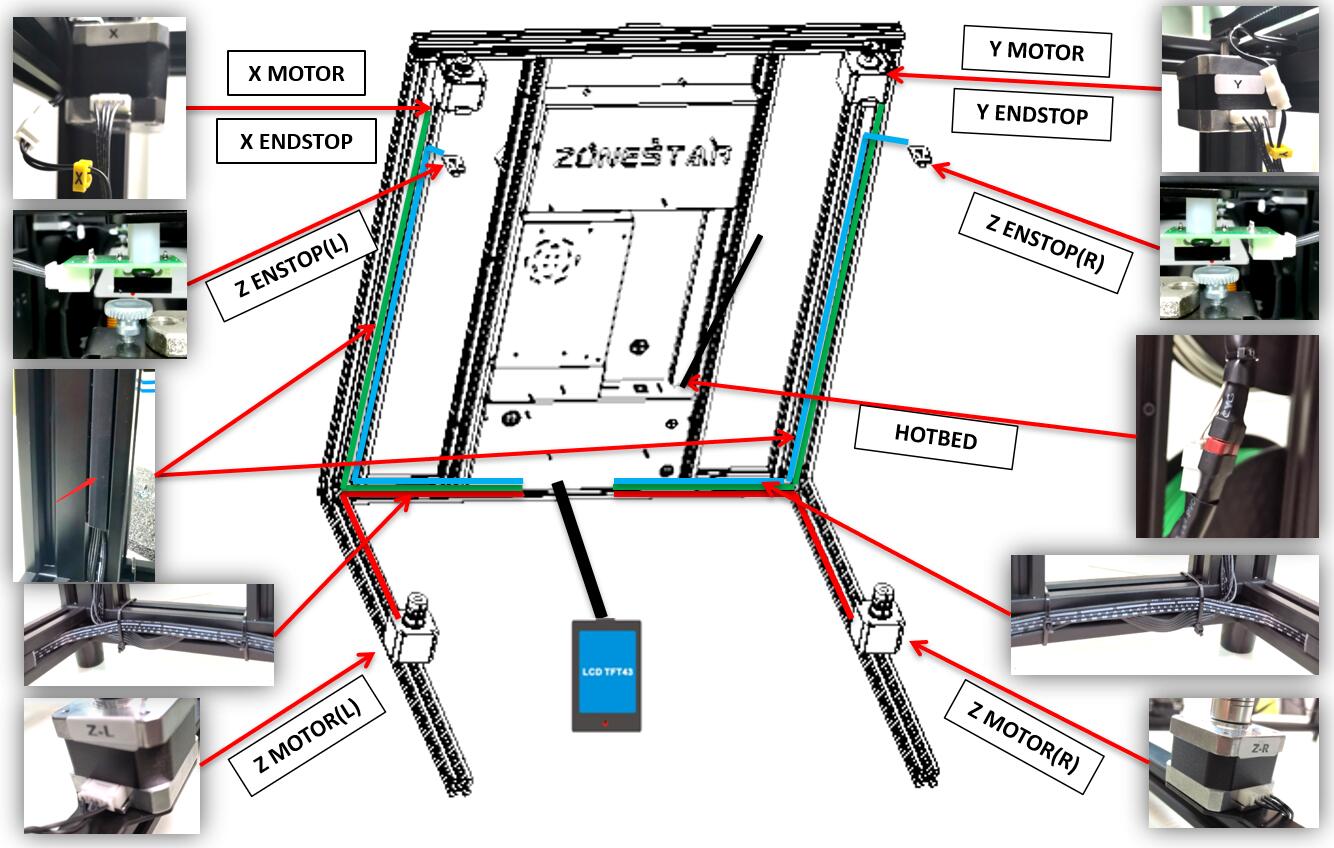 X
X MOTOR
X ENDSTOP
X
Z ENSTOP(L)
ZONESTAR
Y MOTOR
Y ENDSTOP
Y
Z ENSTOP(R)
HOTBED
LCD TFT43
Z-L
Z MOTOR(L)
Z MOTOR(R)
Z-R